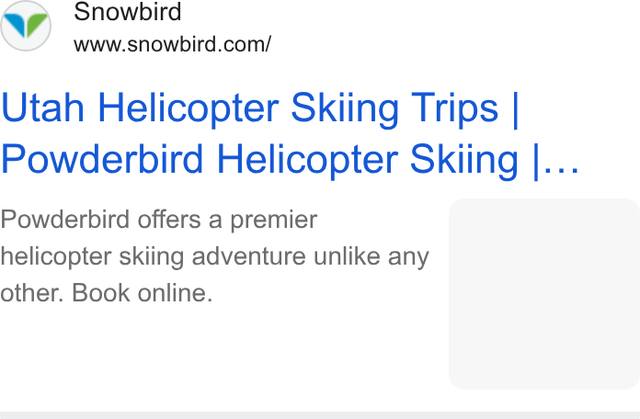 Snowbird
www.snowbird.com/
Utah Helicopter Skiing Trips |
Powderbird Helicopter Skiing |…
Powderbird offers a premier
helicopter skiing adventure unlike any
other. Book online.